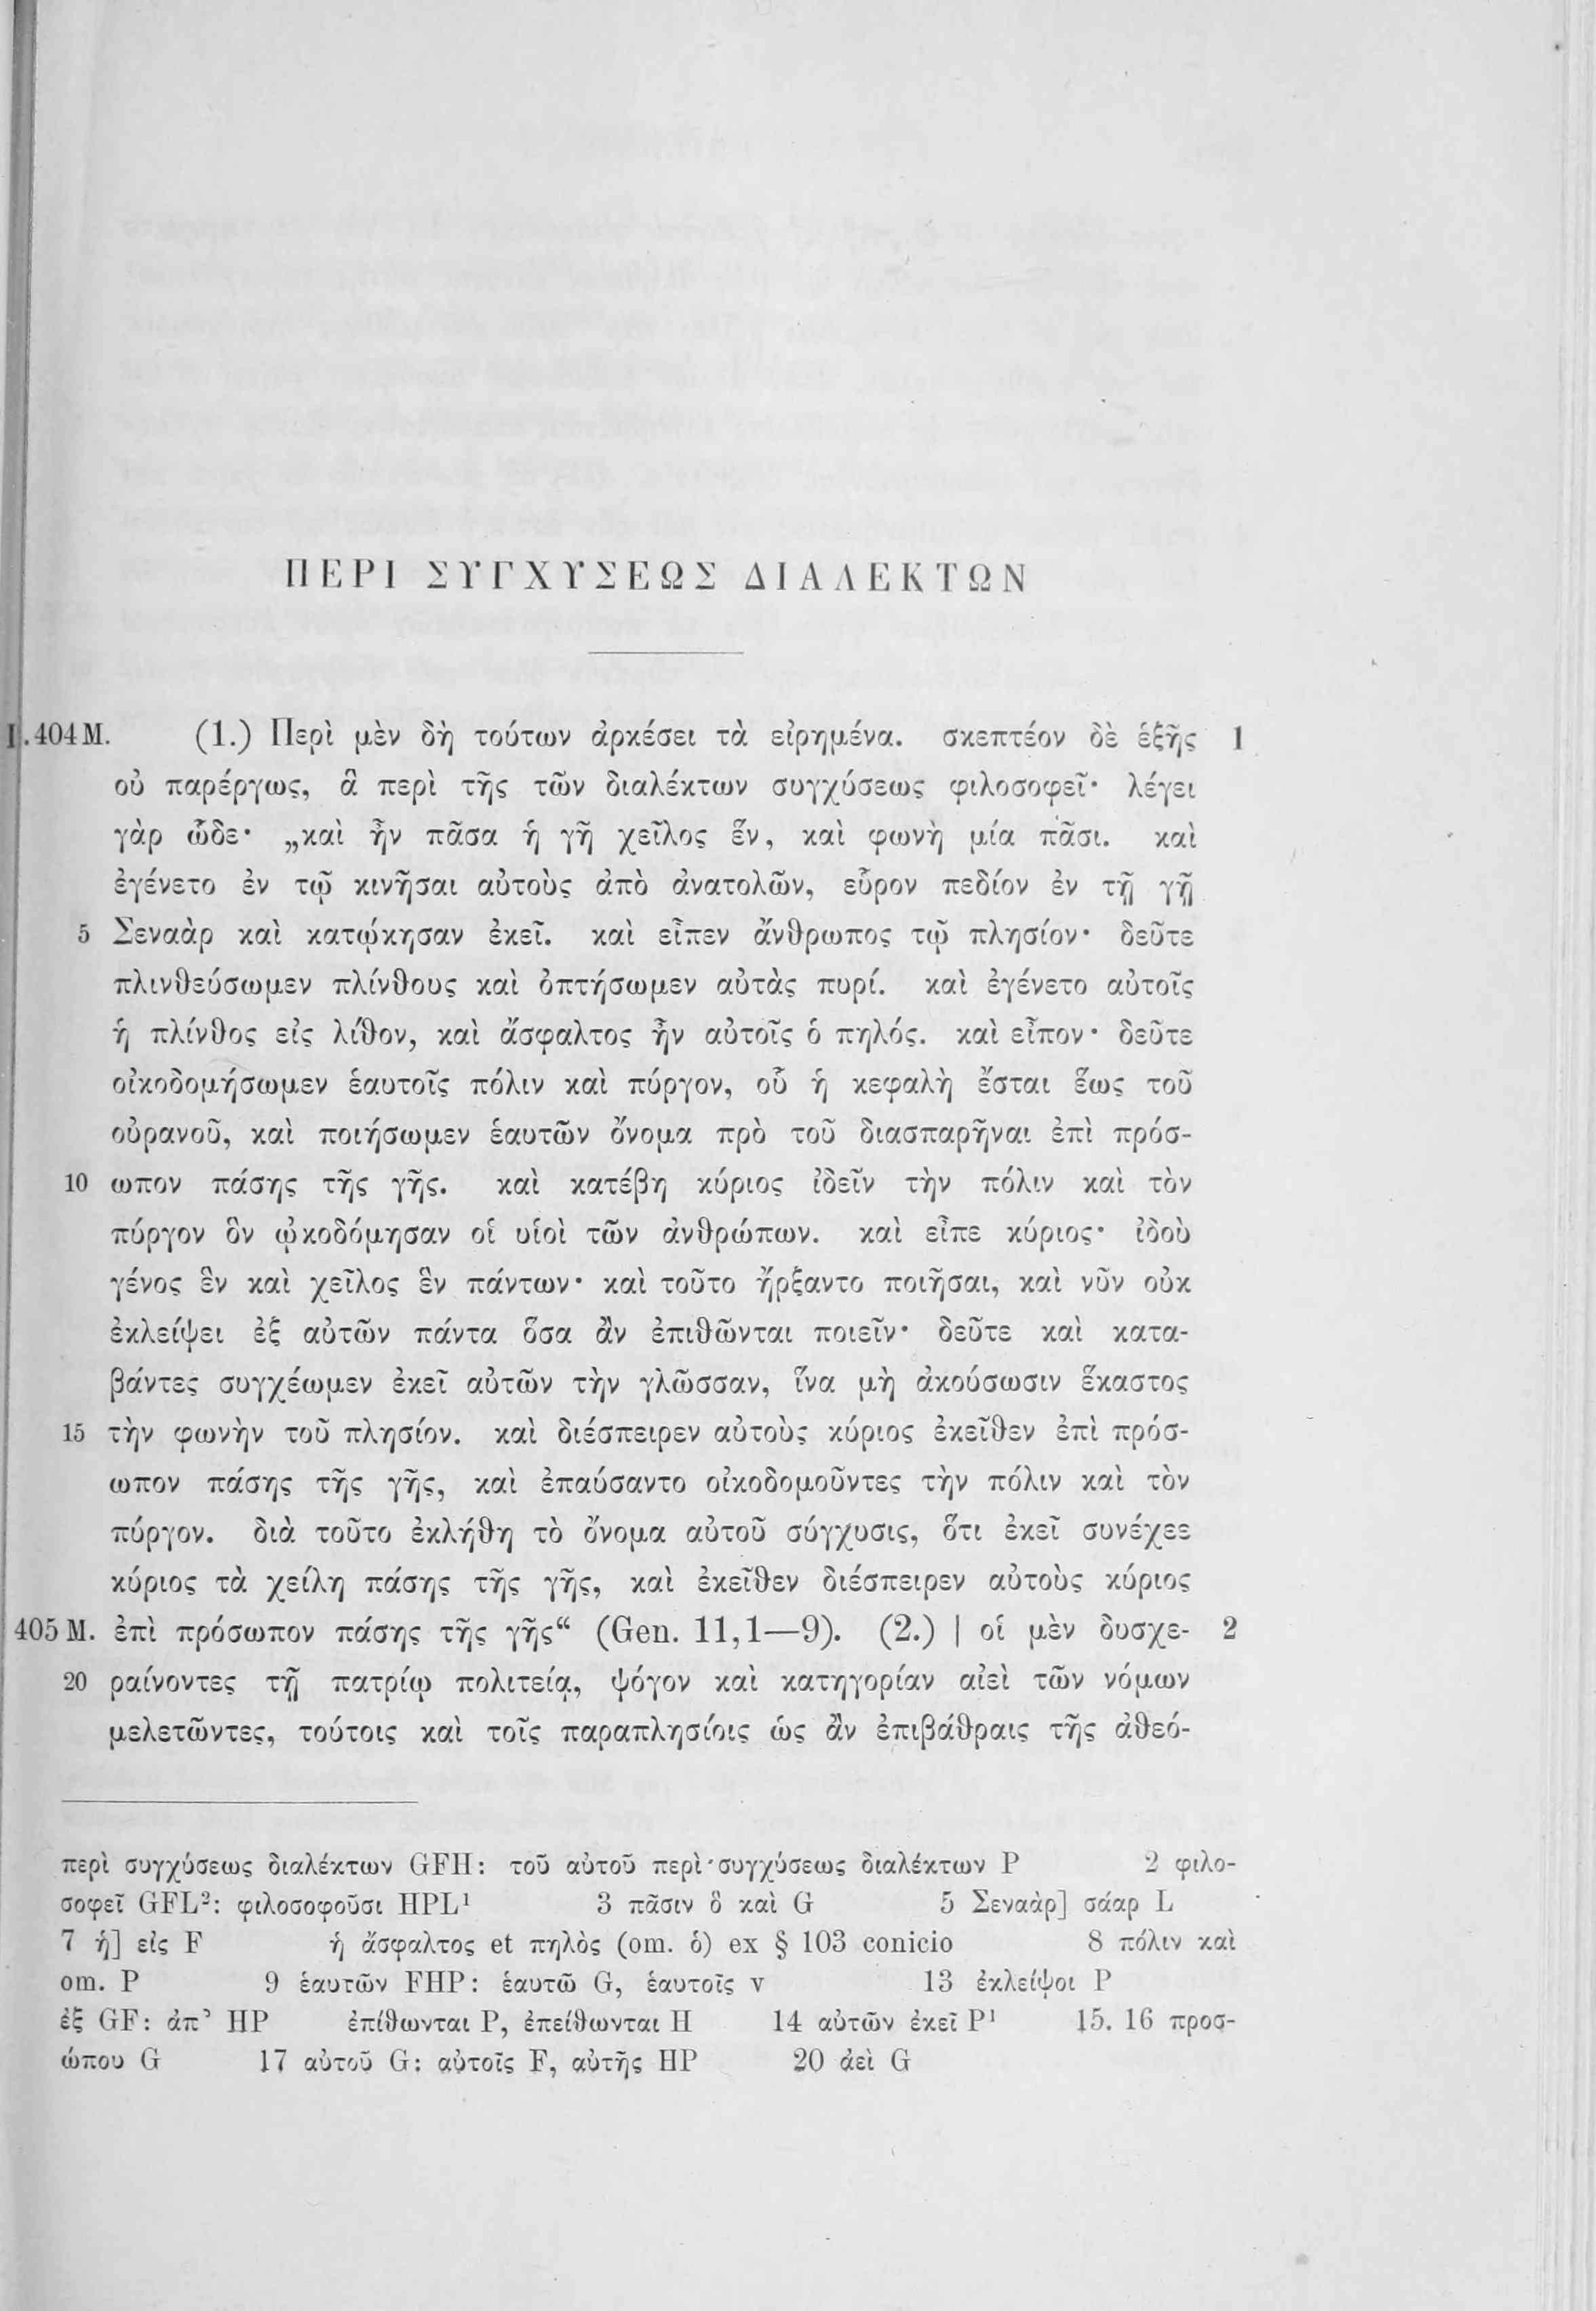 ΠΕΡΙ ΣΥΓΧΥΣΕΩΣ ΔΙΑΛΕΚΤΩΝ
I.404 M. (1.) Περὶ μὲν δὴ τούτων ἀρκέσει τὰ εἰρημένα. σκεπτέον δὲ ἑξῆς 1
οὐ παρέργως, ἃ περὶ τῆς τῶν διαλέκτων συγχύσεως φιλοσοφεῖ· λέγει
γὰρ ὧδε· „καὶ ἦν πᾶσα ἡ γῆ χεῖλος ἕν, καὶ φωνὴ μία πᾶσι. καὶ
ἐγένετο ἐν τῷ κινῆσαι αὐτοὺς ἀπὸ ἀνατολῶν, εὗρον πεδίον ἐν τῇ γῇ
5 Σεναὰρ καὶ κατῴκησαν ἐκεῖ. καὶ εἶπεν ἄνθρωπος τῷ πλησίον· δεῦτε
πλινθεύσωμεν πλίνθους καὶ ὀπτήσωμεν αὐτὰς πυρί. καὶ ἐγένετο αὐτοῖς
ἡ πλίνθος εἰς λίθον, καὶ ἄσφαλτος ἦν αὐτοῖς ὁ πηλός. καὶ εἶπον· δεῦτε
οἰκοδομήσωμεν ἑαυτοῖς πόλιν καὶ πύργον, οὗ ἡ κεφαλὴ ἔσται ἕως τοῦ
οὐρανοῦ, καὶ ποιήσωμεν ἑαυτῶν ὄνομα πρὸ τοῦ διασπαρῆναι ἐπὶ πρόσ-
10 ωπον πάσης τῆς γῆς. καὶ κατέβη κύριος ἰδεῖν τὴν πόλιν καὶ τὸν
πύργον ὃν ᾠκοδόμησαν οἱ υἱοὶ τῶν ἀνθρώπων. καὶ εἶπε κύριος· ἰδοὺ
γένος ἓν καὶ χεῖλος ἓν πάντων· καὶ τοῦτο ἤρξαντο ποιῆσαι, καὶ νῦν οὐκ
ἐκλείψει ἐξ αὐτῶν πάντα ὅσα ἂν ἐπιθῶνται ποιεῖν· δεῦτε καὶ κατα-
βάντες συγχέωμεν ἐκεῖ αὐτῶν τὴν γλῶσσαν, ἵνα μὴ ἀκούσωσιν ἕκαστος
15 τὴν φωνὴν τοῦ πλησίον. καὶ διέσπειρεν αὐτοὺς κύριος ἐκεῖθεν ἐπὶ πρόσ-
ωπον πάσης τῆς γῆς, καὶ ἐπαύσαντο οἰκοδομοῦντες τὴν πόλιν καὶ τὸν
πύργον. διὰ τοῦτο ἐκλήθη τὸ ὄνομα αὐτοῦ σύγχυσις, ὅτι ἐκεῖ συνέχεε
κύριος τὰ χείλη πάσης τῆς γῆς, καὶ ἐκεῖθεν διέσπειρεν αὐτοὺς κύριος
405 M. ἐπὶ πρόσωπον πάσης τῆς γῆς“ (Gen. 11,1—9). (2.) | οἱ μὲν δυσχε- 2
20 ραίνοντες τῇ πατρίῳ πολιτείᾳ, ψόγον καὶ κατηγορίαν αἰεὶ τῶν νόμων
μελετῶντες, τούτοις καὶ τοῖς παραπλησίοις ὡς ἂν ἐπιβάθραις τῆς ἀθεό-
περὶ συγχύσεως διαλέκτων GFH: τοῦ αὐτοῦ περὶ συγχύσεως διαλέκτων P 2 φιλο-
σοφεῖ GFL²: φιλοσοφοῦσι HPL¹ 3 πᾶσιν ὃ καὶ G 5 Σεναὰρ] σάαρ L
7 ἡ] εἰς F ἡ ἄσφαλτος et πηλὸς (om. ὁ) ex § 103 conicio 8 πόλιν καὶ
om. P 9 ἑαυτῶν FHP: ἑαυτῶ G, ἑαυτοῖς v 13 ἐκλείψοι P
ἐξ GF: ἀπ᾽ HP ἐπίθωνται P, ἐπείθωνται H 14 αὐτῶν ἐκεῖ P¹ 15. 16 προσ-
ώπου G 17 αὐτοῦ G: αὐτοῖς F, αὐτῆς HP 20 ἀεὶ G